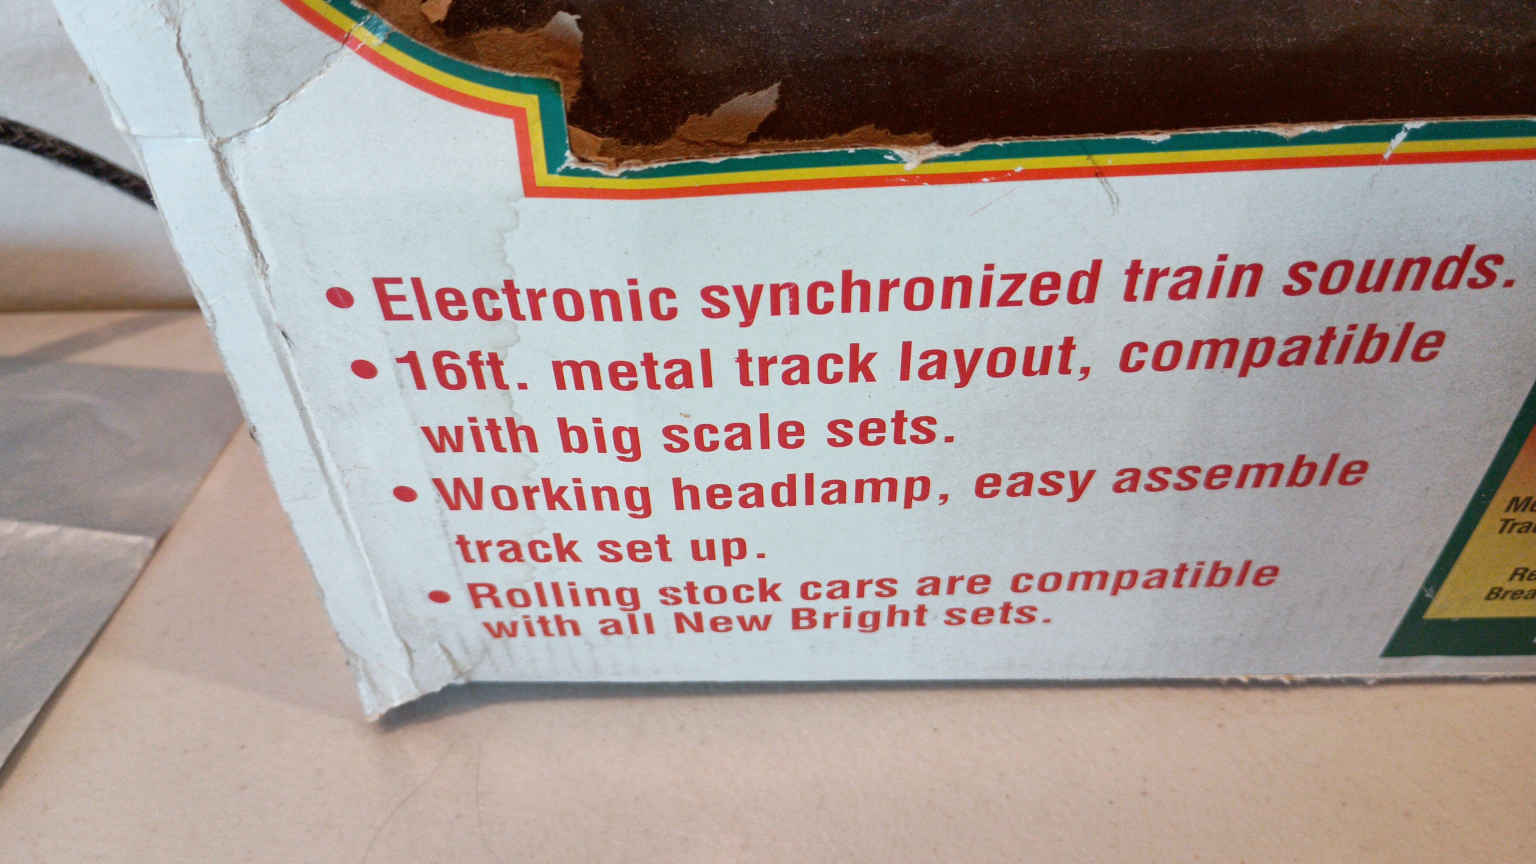 • Electronic synchronized train sounds.
• 16ft. metal track layout, compatible
with big scale sets.
• Working headlamp, easy assemble
track set up.
• Rolling stock cars are compatible
with all New Bright sets.